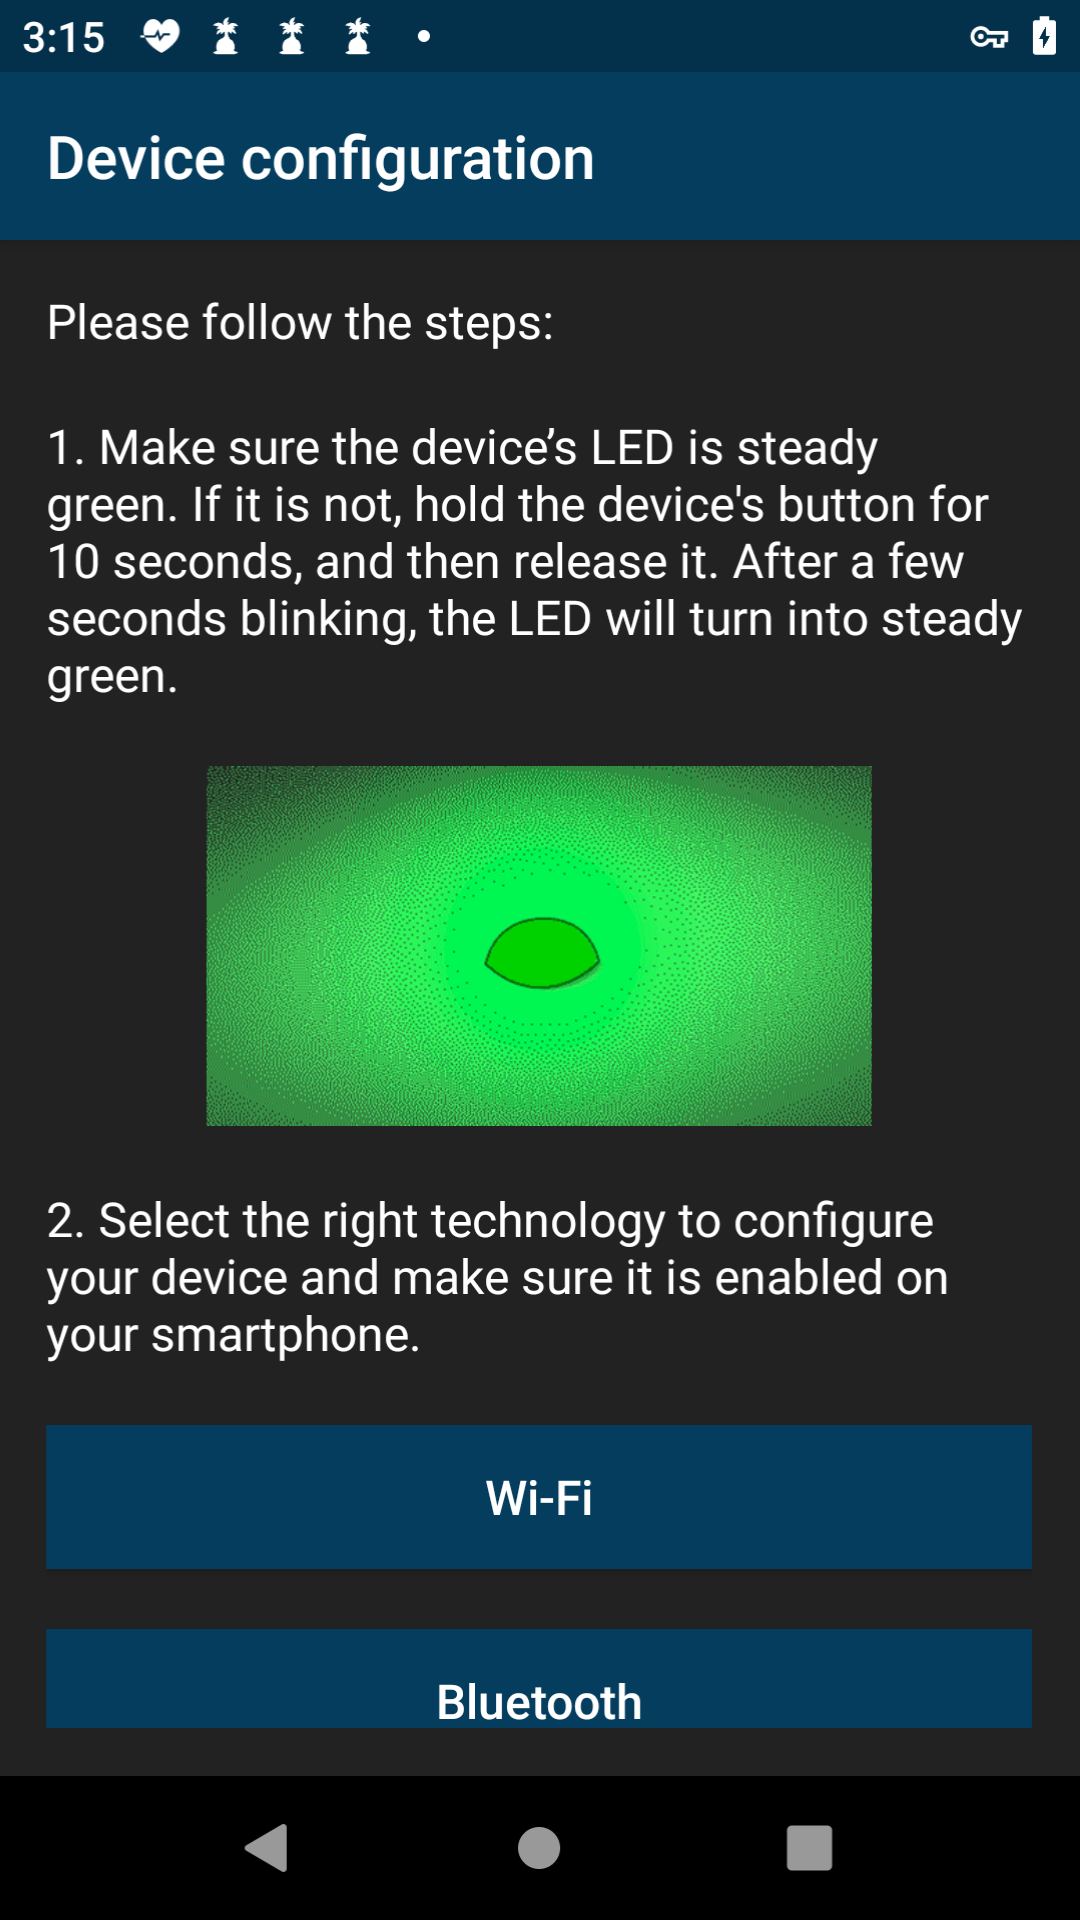 3:15
Device configuration
Please follow the steps:
1. Make sure the device’s LED is steady
green. If it is not, hold the device's button for
10 seconds, and then release it. After a few
seconds blinking, the LED will turn into steady
green.
2. Select the right technology to configure
your device and make sure it is enabled on
your smartphone.
Wi-Fi
Bluetooth